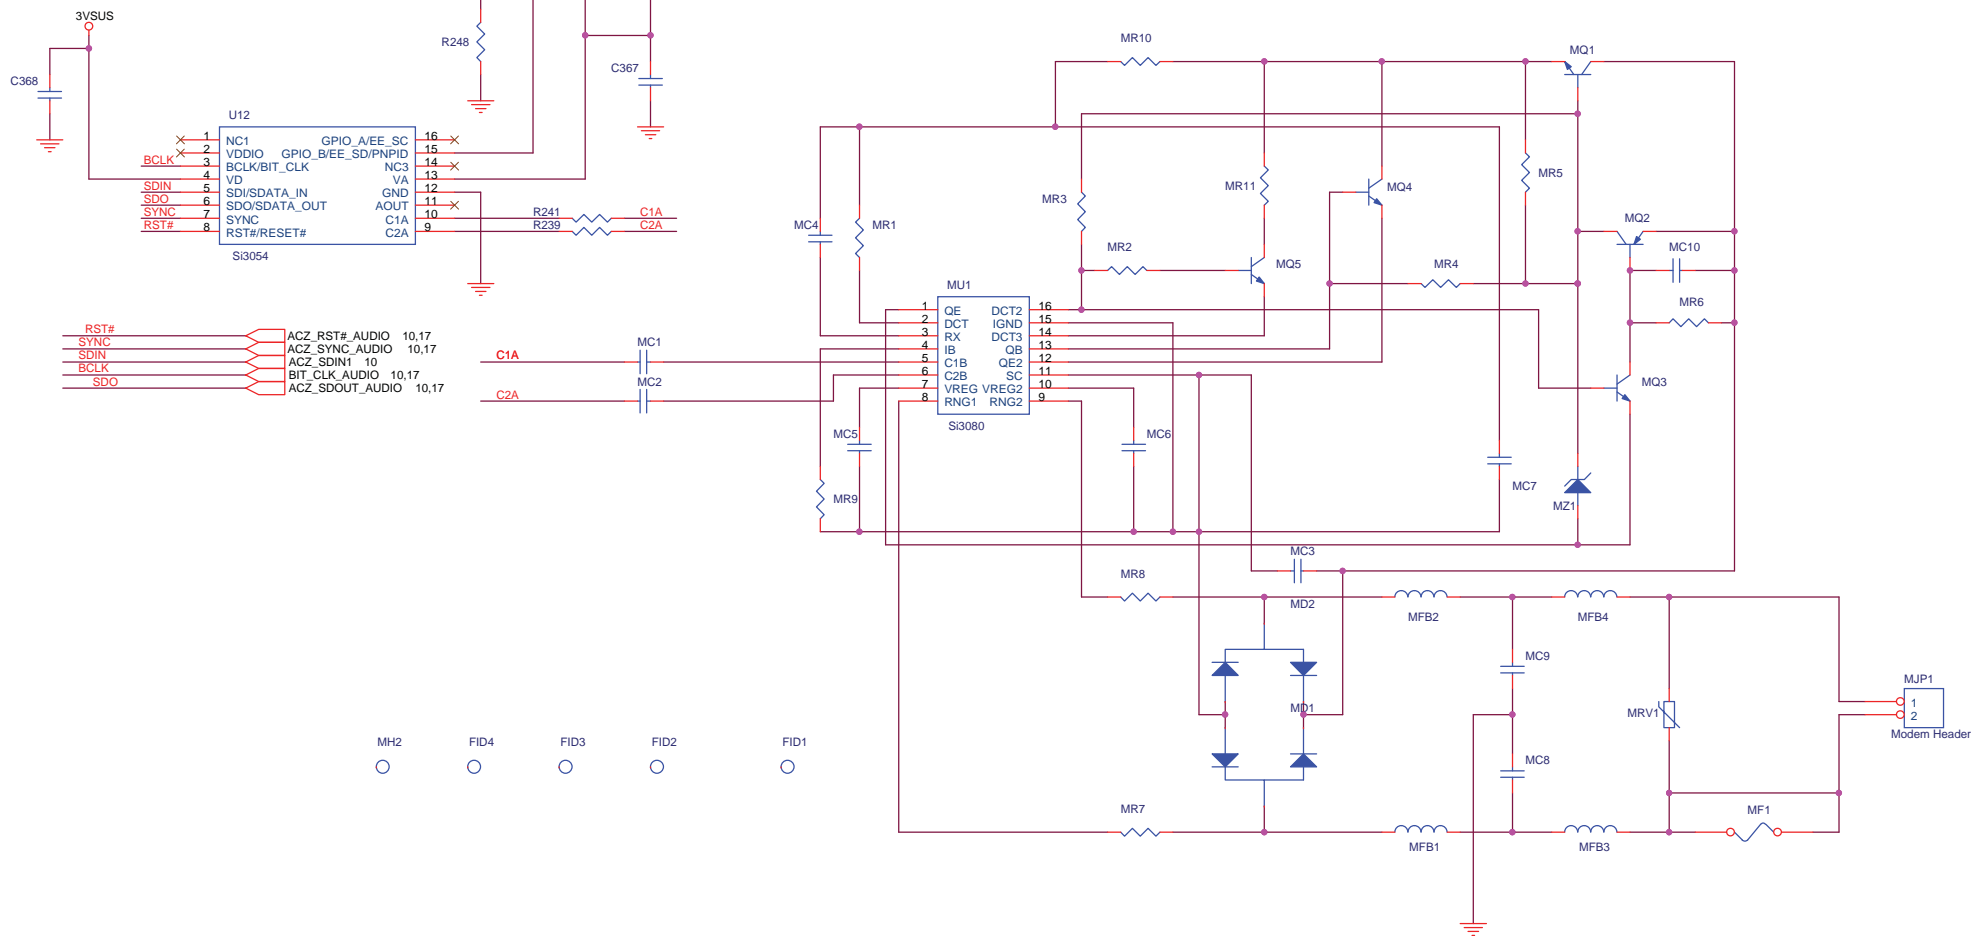 3VSUS
R248
C367
C368
U12
1 NC1 GPIO_A/EE_SC 16
2 VDDIO GPIO_B/EE_SD/PNPID 15
BCLK 3 BCLK/BIT_CLK NC3 14
4 VD VA 13
SDIN 5 SDI/SDATA_IN GND 12
SDO 6 SDO/SDATA_OUT AOUT 11
SYNC 7 SYNC C1A 10 R241 C1A
RST# 8 RST#/RESET# C2A 9 R239 C2A
Si3054
RST# ACZ_RST#_AUDIO 10,17
SYNC ACZ_SYNC_AUDIO 10,17
SDIN ACZ_SDIN1 10
BCLK BIT_CLK_AUDIO 10,17
SDO ACZ_SDOUT_AUDIO 10,17
C1A MC1
C2A MC2
MR10
MQ1
MR5
MR11
MQ4
MR3
MC4
MR1
MQ2
MC10
MR2
MQ5
MR4
MR6
MU1
1 QE DCT2 16
2 DCT IGND 15
3 RX DCT3 14
4 IB QB 13
5 C1B QE2 12
6 C2B SC 11
7 VREG VREG2 10
8 RNG1 RNG2 9
Si3080
MQ3
MC5
MC6
MR9
MC7
MZ1
MC3
MR8
MD2
MFB2
MFB4
MC9
MD1
MRV1
MJP1
1
2
Modem Header
MC8
MR7
MFB1
MFB3
MF1
MH2
FID4
FID3
FID2
FID1